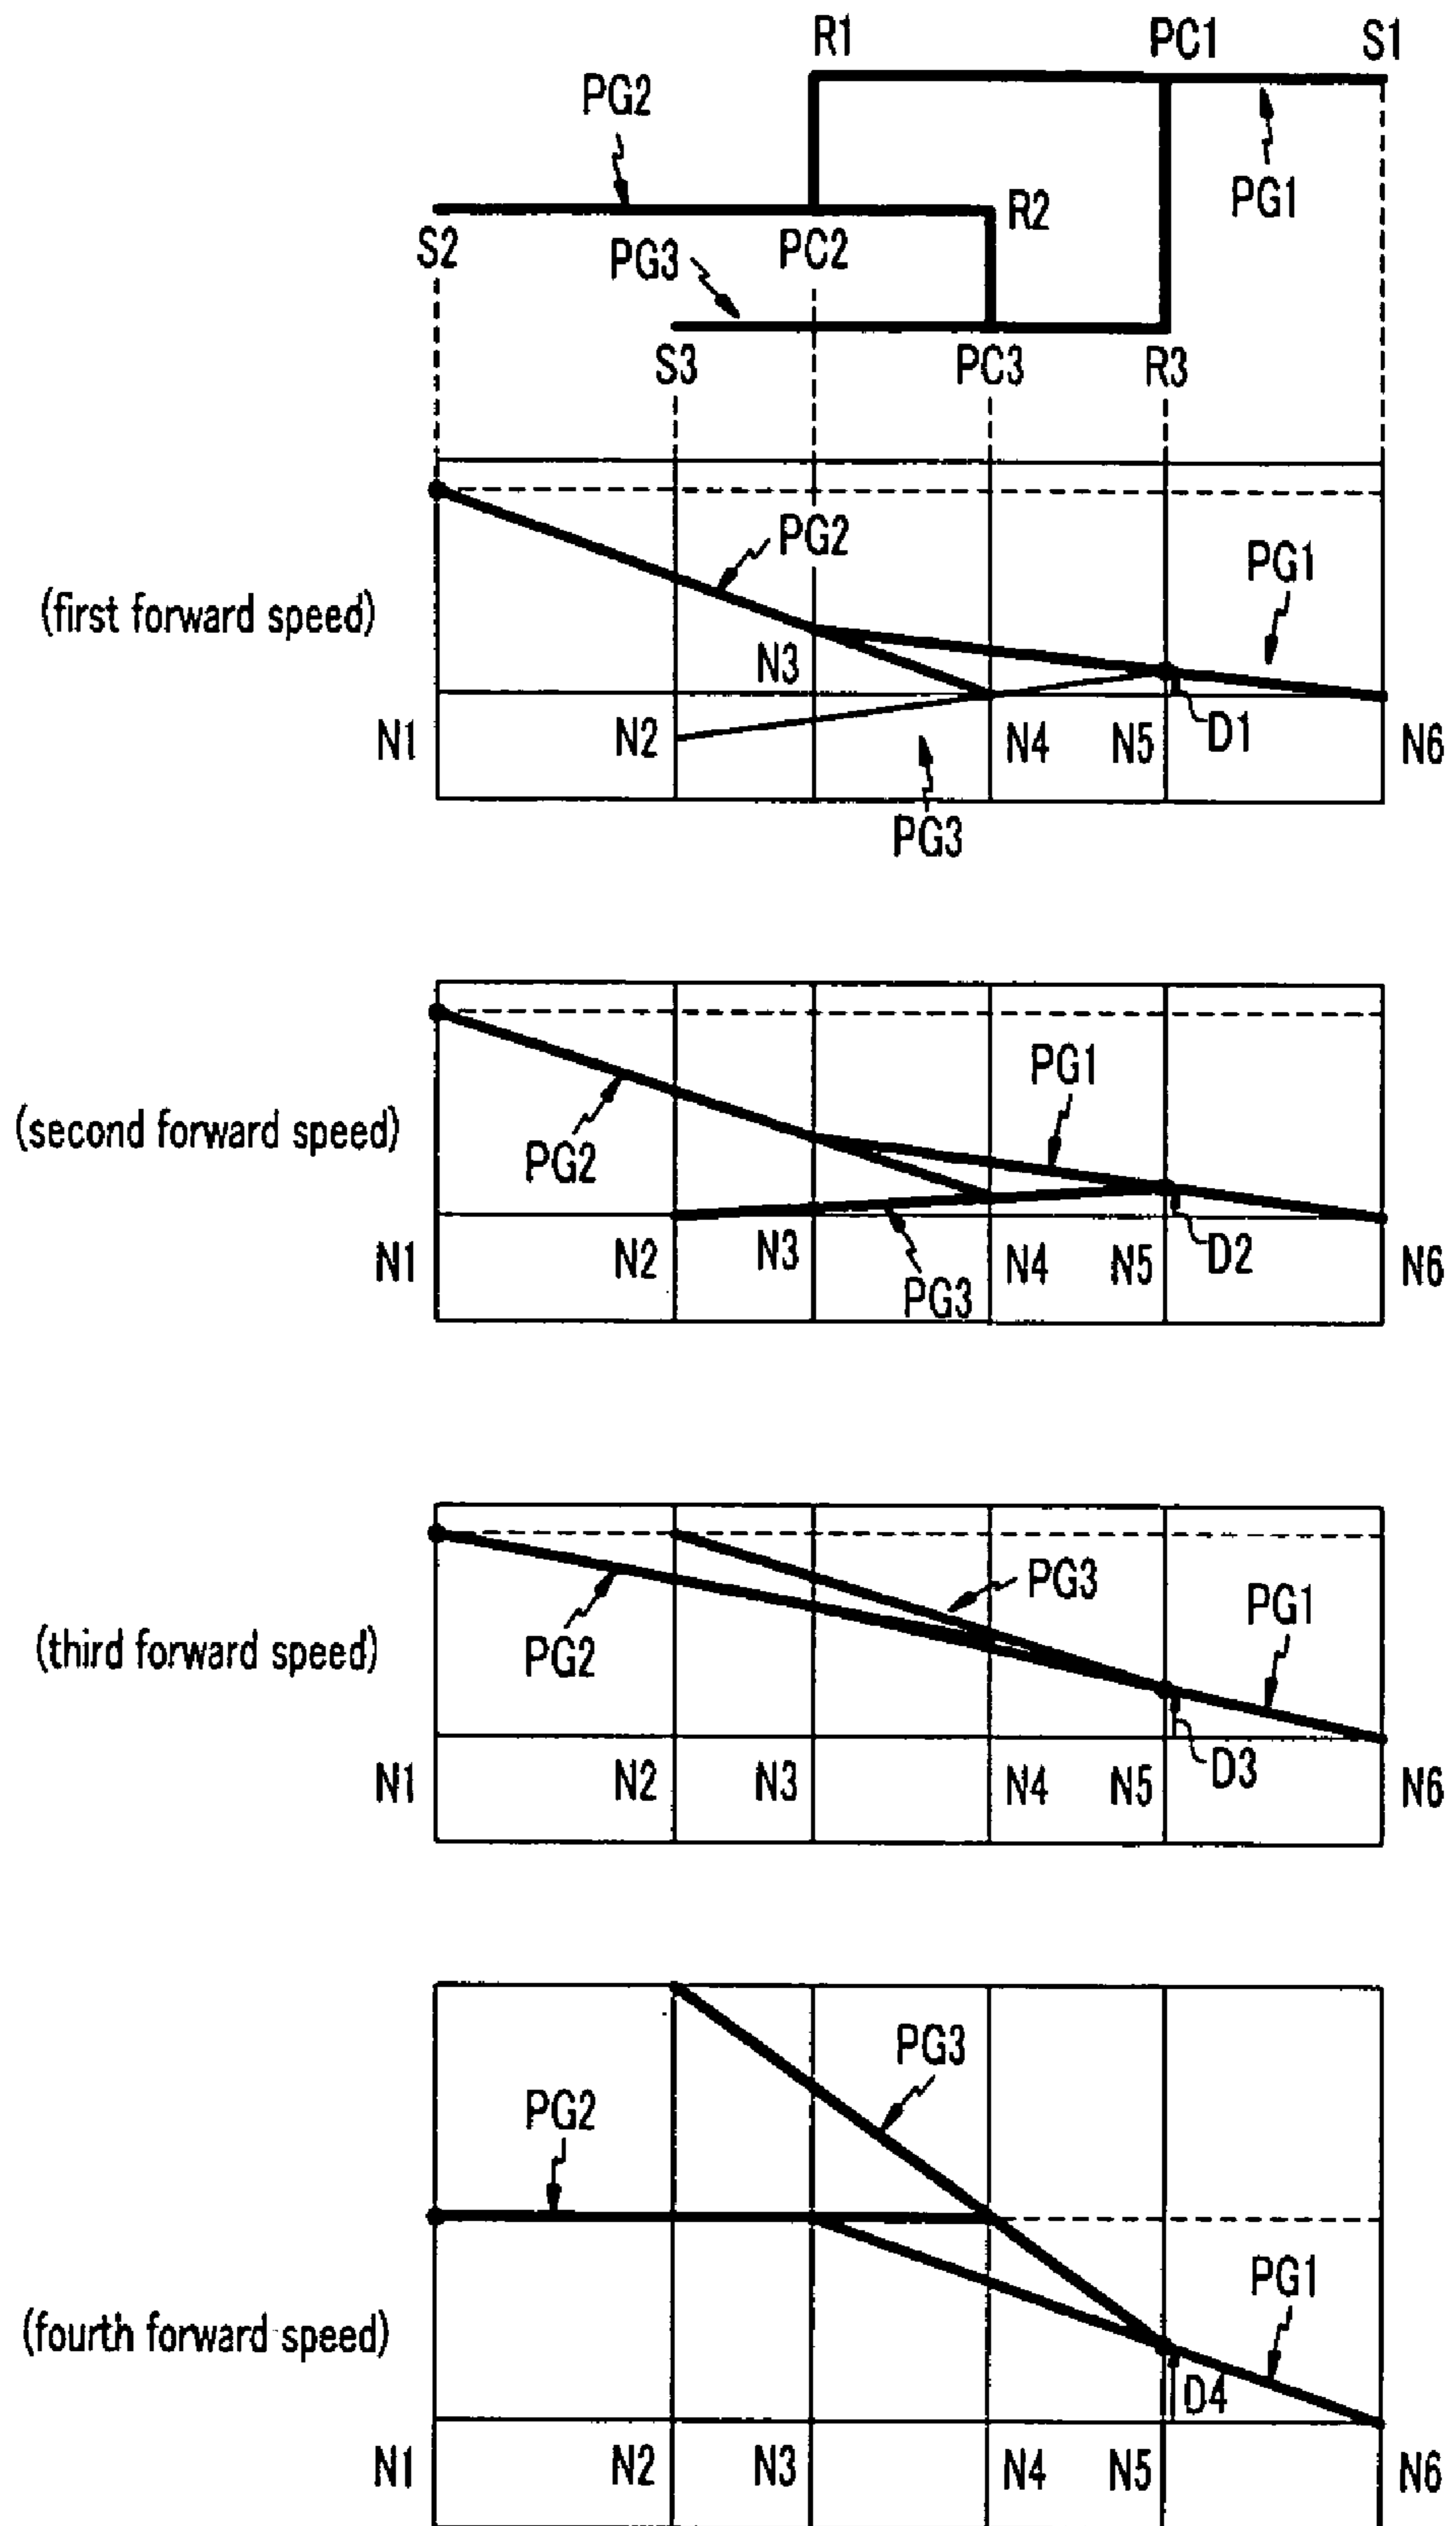 R1 PC1 S1
PG2
PG1
R2
S2 PG3 PC2
S3 PC3 R3
PG2
PG1
(first forward speed)
N3
N1 N2 N4 N5 D1 N6
PG3
PG1
(second forward speed)
PG2
N1 N2 N3 N4 N5 D2 N6
PG3
PG3
PG1
(third forward speed)
PG2
N1 N2 N3 N4 N5 D3 N6
PG3
PG2
PG1
(fourth forward speed)
D4
N1 N2 N3 N4 N5 N6